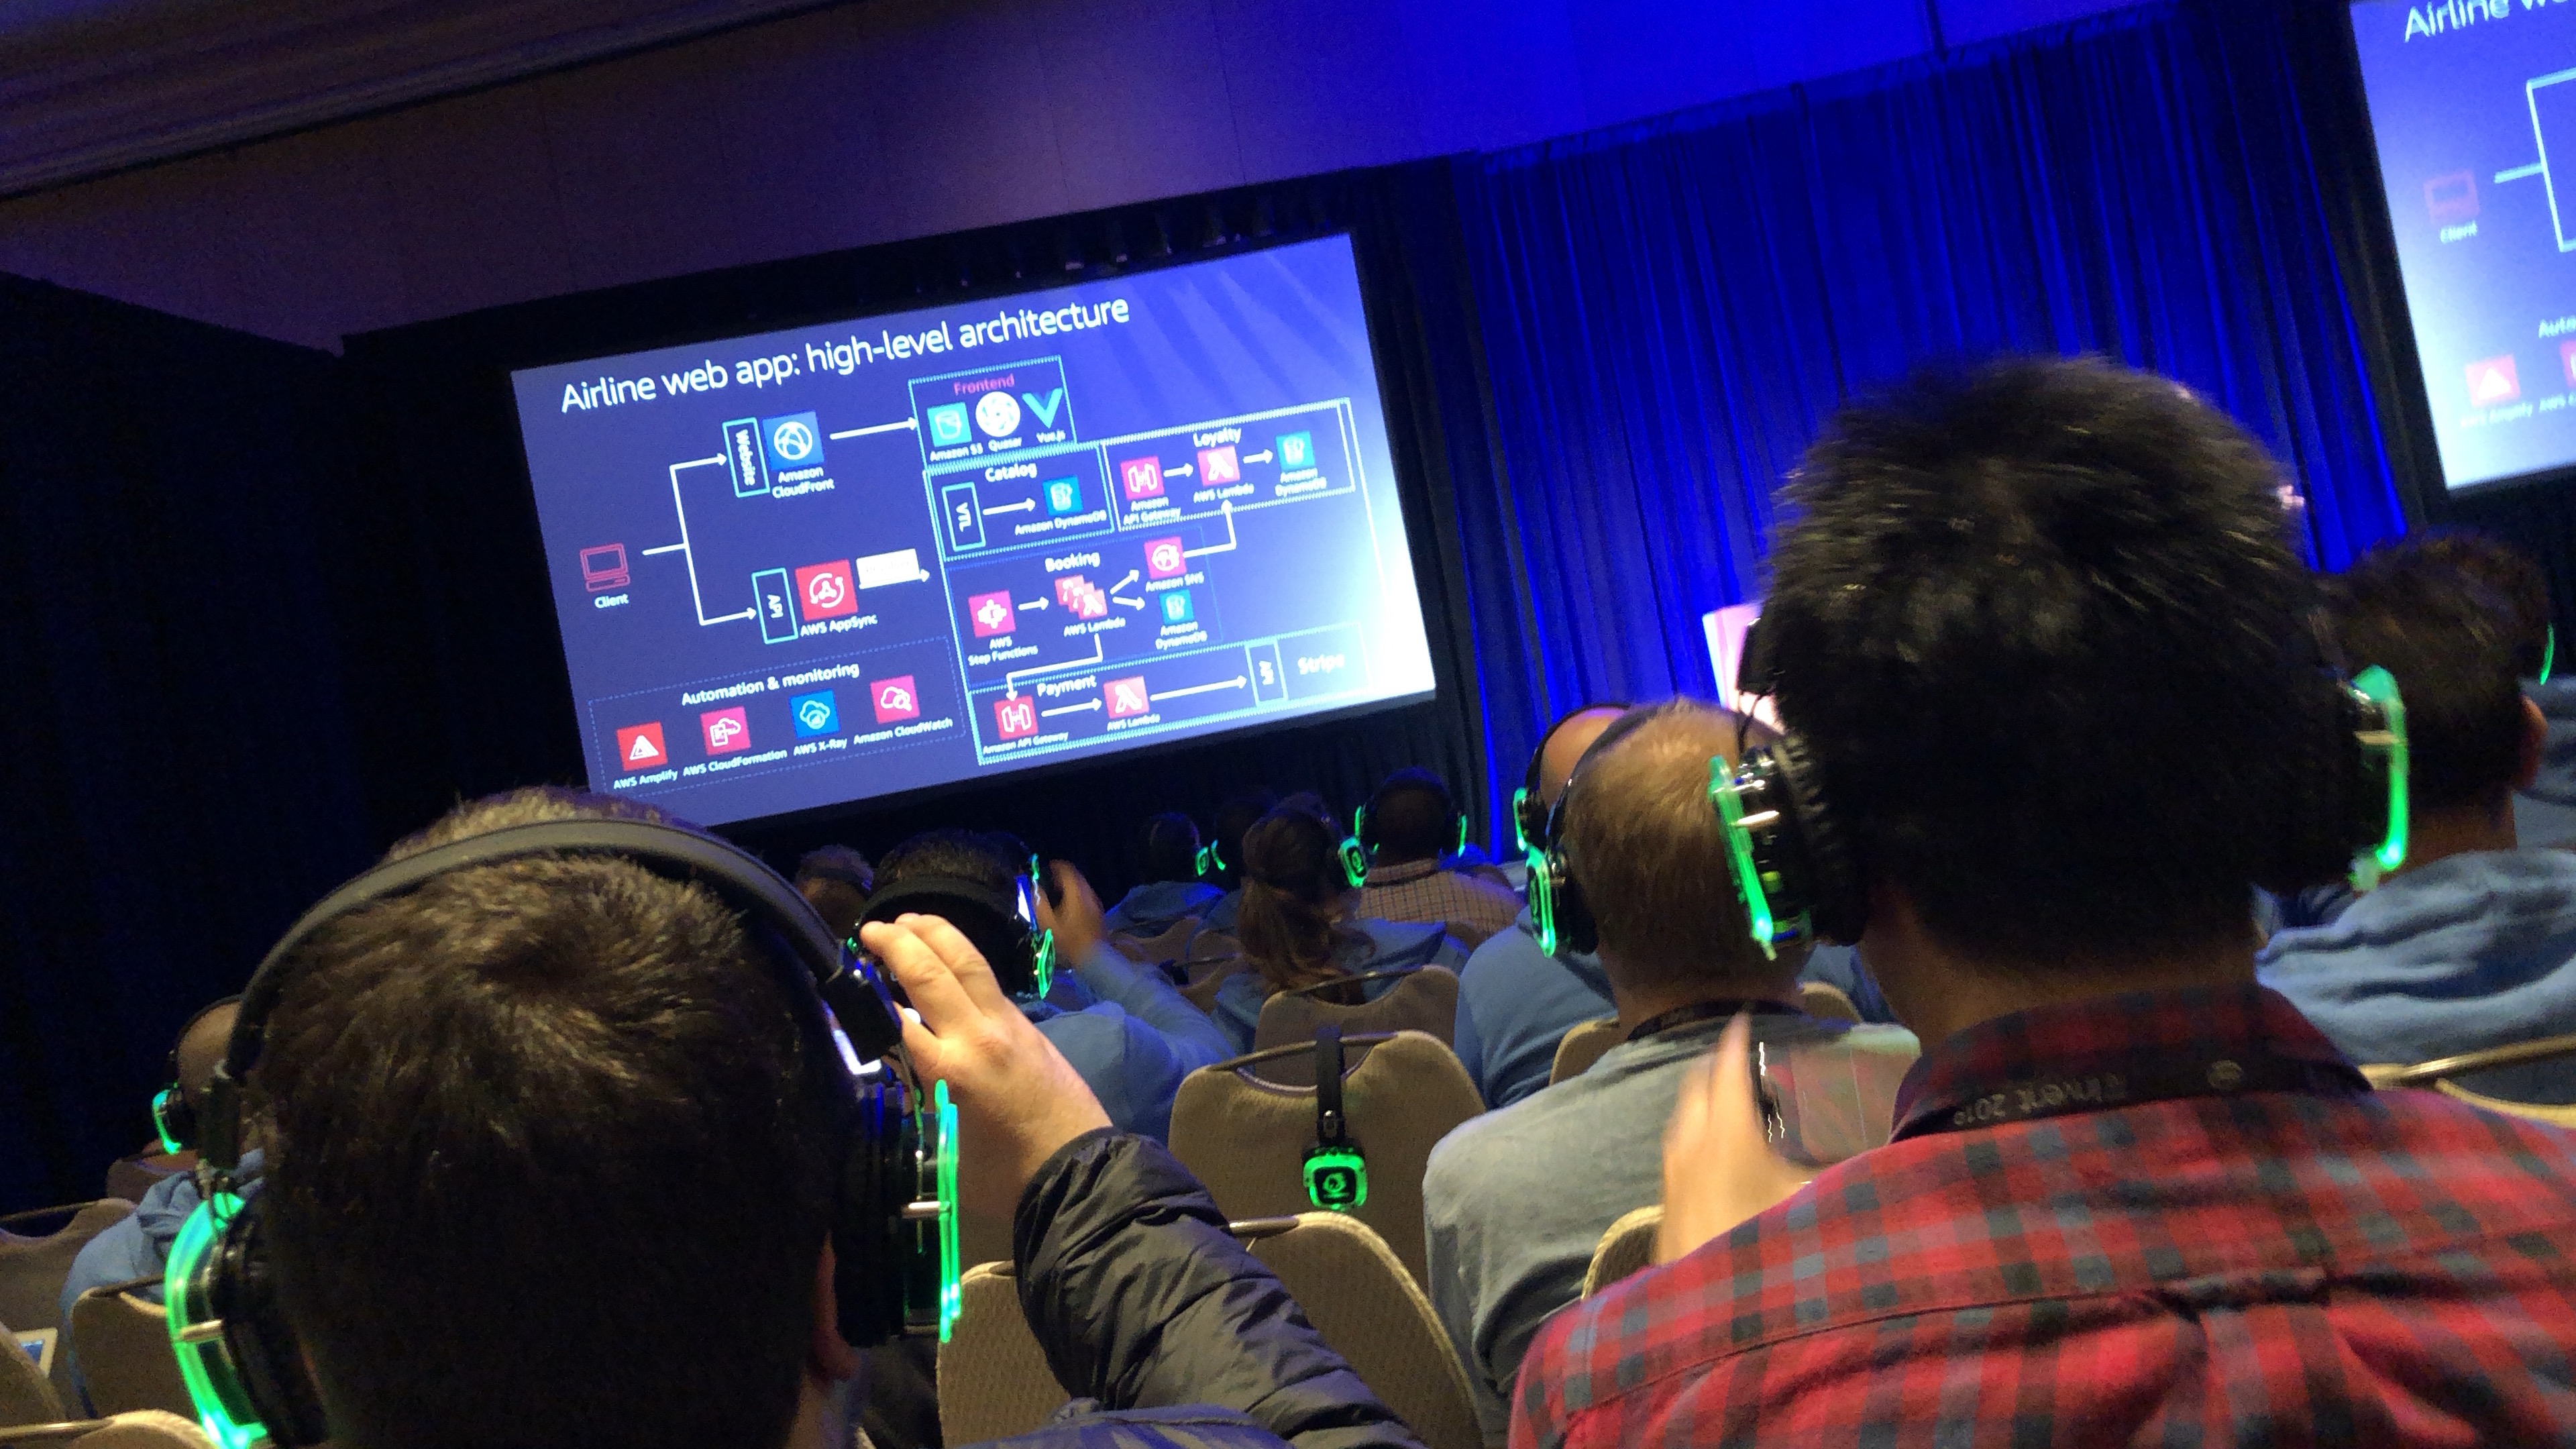 Airline web app: high-level architecture
Frontend
Amazon S3
Quasar
Vue.js
Website
Amazon
CloudFront
Catalog
VTL
Amazon DynamoDB
Loyalty
Amazon
API Gateway
AWS Lambda
Amazon
DynamoDB
Client
API
AWS AppSync
Booking
AWS
Step Functions
AWS Lambda
Amazon SNS
Amazon
DynamoDB
Payment
Amazon API Gateway
AWS Lambda
API
Stripe
Automation & monitoring
AWS Amplify
AWS CloudFormation
AWS X-Ray
Amazon CloudWatch
Airline
Client
Auto
AWS Amplify